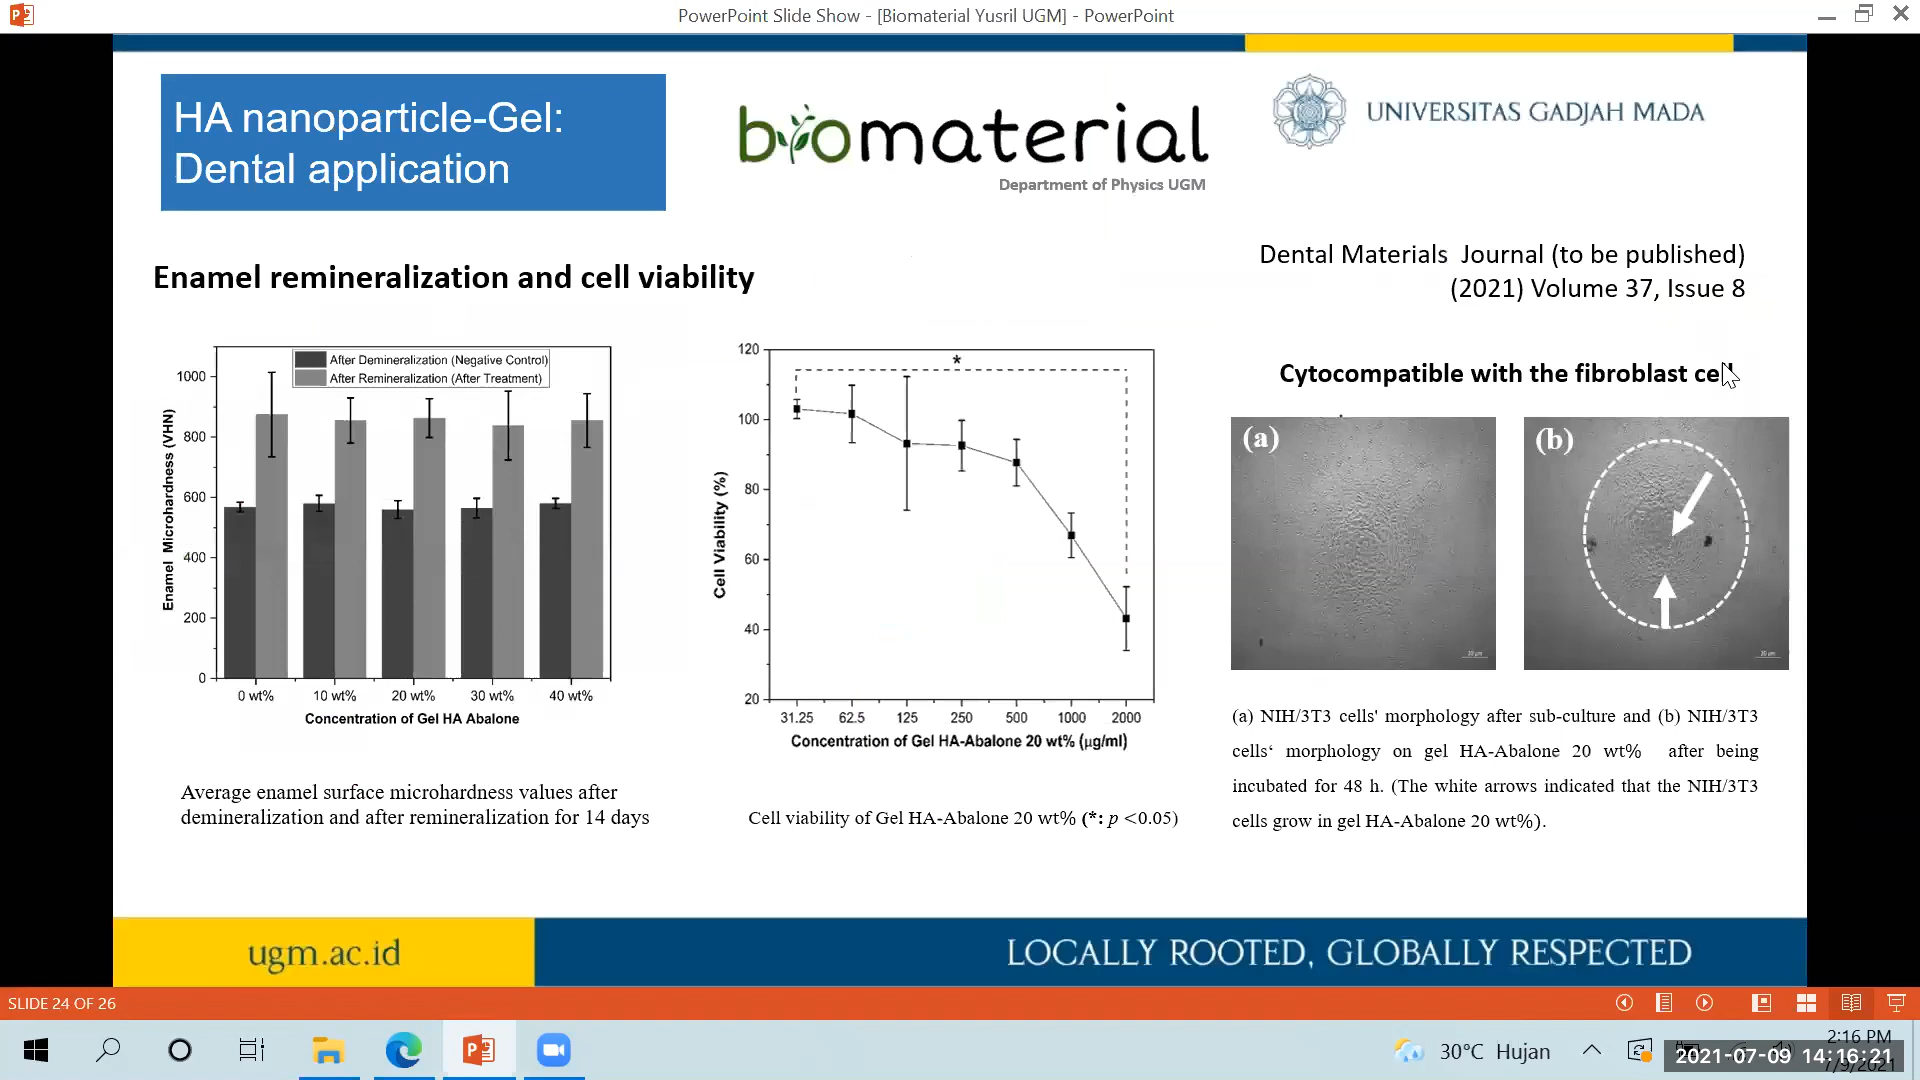 PowerPoint Slide Show - [Biomaterial Yusril UGM] - PowerPoint
HA nanoparticle-Gel:
Dental application
biomaterial
Department of Physics UGM
UNIVERSITAS GADJAH MADA
Enamel remineralization and cell viability
Dental Materials Journal (to be published)
(2021) Volume 37, Issue 8
After Demineralization (Negative Control)
After Remineralization (After Treatment)
1000
800
600
400
200
0
Enamel Microhardness (VHN)
0 wt% 10 wt% 20 wt% 30 wt% 40 wt%
Concentration of Gel HA Abalone
Average enamel surface microhardness values after
demineralization and after remineralization for 14 days
*
120
100
80
60
40
20
Cell Viability (%)
31.25 62.5 125 250 500 1000 2000
Concentration of Gel HA-Abalone 20 wt% (μg/ml)
Cell viability of Gel HA-Abalone 20 wt% (*: p <0.05)
Cytocompatible with the fibroblast cell
(a)
(b)
(a) NIH/3T3 cells' morphology after sub-culture and (b) NIH/3T3
cells‘ morphology on gel HA-Abalone 20 wt% after being
incubated for 48 h. (The white arrows indicated that the NIH/3T3
cells grow in gel HA-Abalone 20 wt%).
ugm.ac.id
LOCALLY ROOTED, GLOBALLY RESPECTED
SLIDE 24 OF 26
30°C Hujan
2:16 PM
2021-07-09 14:16:21
7/9/2021